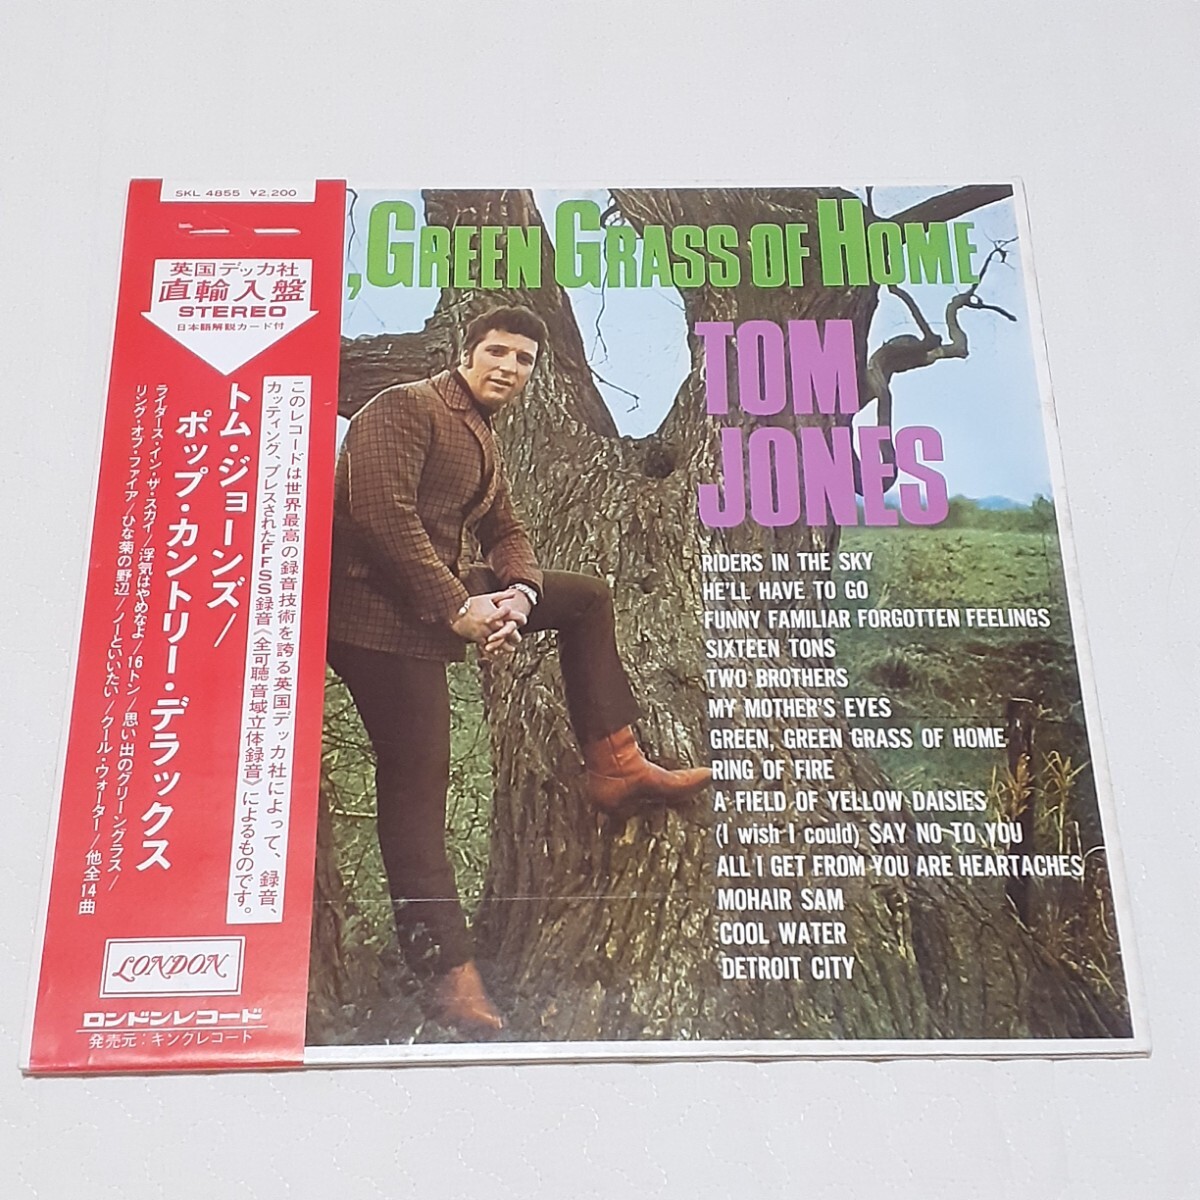 SKL 4855 ¥2,200
英国デッカ社
直輸入盤
STEREO
日本語解説カード付
このレコードは世界最高の録音技術を誇る英国デッカ社によって、録音、
カッティング、プレスされたFFSS録音《全可聴音域立体録音》によるものです。
トム・ジョーンズ/
ポップ・カントリー・デラックス
ライダーズ・イン・ザ・スカイ/浮気はやめなよ/16トン/思い出のグリーングラス/
リング・オブ・ファイア/ひな菊の野辺/ノーといいたい/クール・ウォーター/他全14曲
LONDON
ロンドンレコード
発売元:キングレコード
, GREEN GRASS OF HOME
TOM
JONES
RIDERS IN THE SKY
HE'LL HAVE TO GO
FUNNY FAMILIAR FORGOTTEN FEELINGS
SIXTEEN TONS
TWO BROTHERS
MY MOTHER'S EYES
GREEN, GREEN GRASS OF HOME
RING OF FIRE
A FIELD OF YELLOW DAISIES
(I wish I could) SAY NO TO YOU
ALL I GET FROM YOU ARE HEARTACHES
MOHAIR SAM
COOL WATER
DETROIT CITY